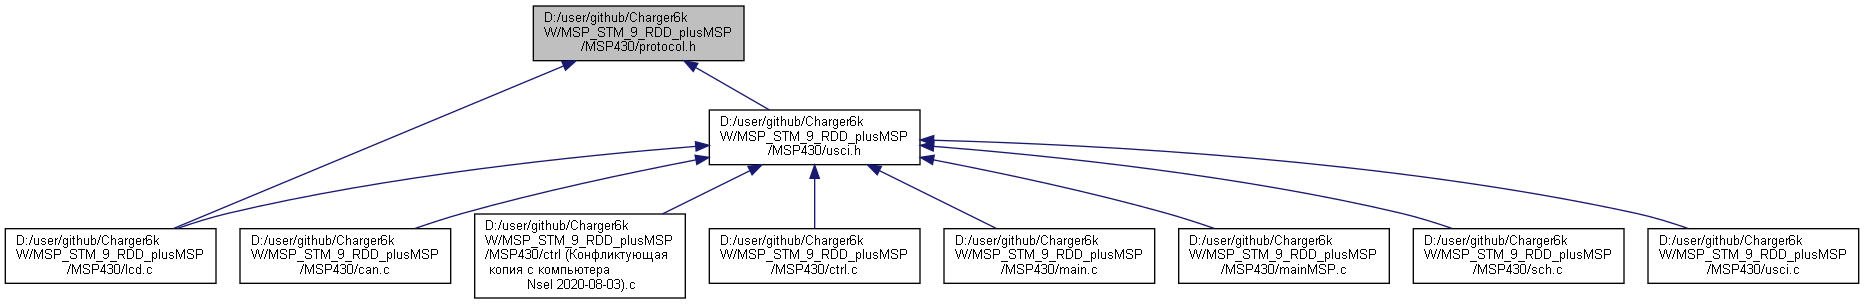 D:/user/github/Charger6k
W/MSP_STM_9_RDD_plusMSP
/MSP430/protocol.h
D:/user/github/Charger6k
W/MSP_STM_9_RDD_plusMSP
/MSP430/usci.h
D:/user/github/Charger6k
W/MSP_STM_9_RDD_plusMSP
/MSP430/lcd.c
D:/user/github/Charger6k
W/MSP_STM_9_RDD_plusMSP
/MSP430/can.c
D:/user/github/Charger6k
W/MSP_STM_9_RDD_plusMSP
/MSP430/ctrl (Конфликтующая
копия с компьютера
Nsel 2020-08-03).c
D:/user/github/Charger6k
W/MSP_STM_9_RDD_plusMSP
/MSP430/ctrl.c
D:/user/github/Charger6k
W/MSP_STM_9_RDD_plusMSP
/MSP430/main.c
D:/user/github/Charger6k
W/MSP_STM_9_RDD_plusMSP
/MSP430/mainMSP.c
D:/user/github/Charger6k
W/MSP_STM_9_RDD_plusMSP
/MSP430/sch.c
D:/user/github/Charger6k
W/MSP_STM_9_RDD_plusMSP
/MSP430/usci.c